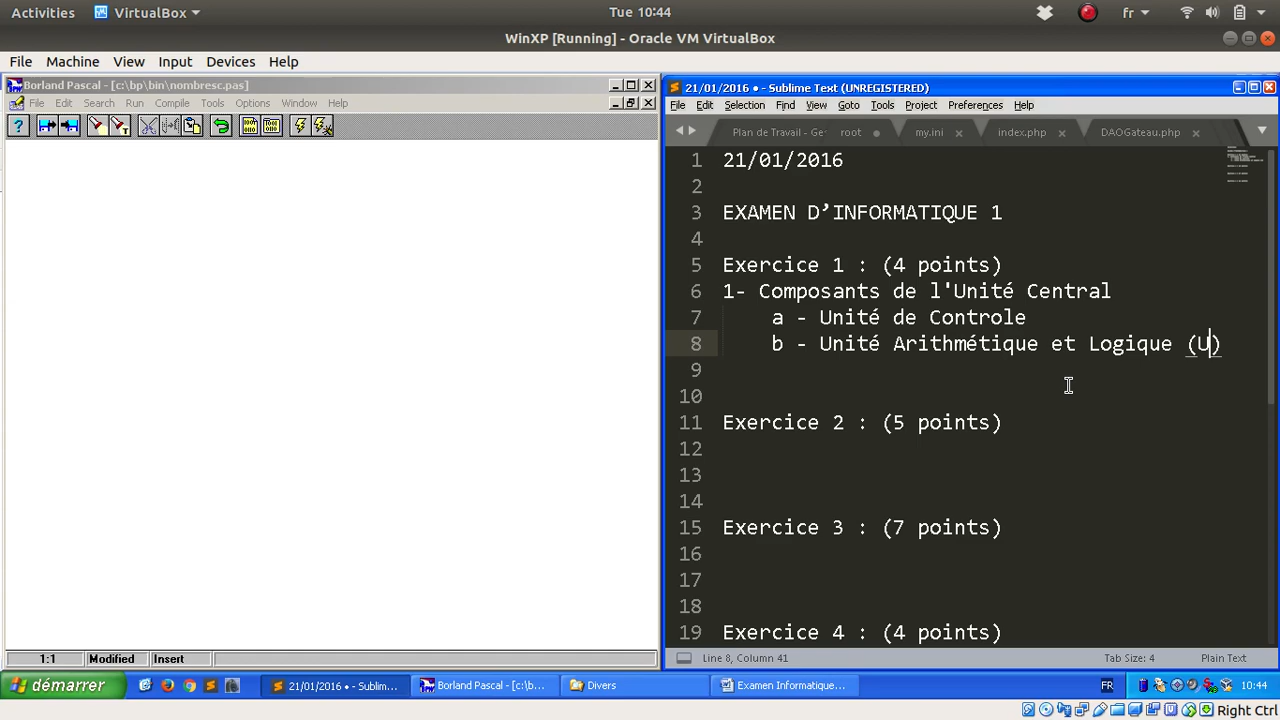 Activities VirtualBox Tue 10:44 fr
WinXP [Running] - Oracle VM VirtualBox
File Machine View Input Devices Help
Borland Pascal - [c:\bp\bin\nombresc.pas]
File Edit Search Run Compile Tools Options Window Help
1:1 Modified Insert
21/01/2016 • - Sublime Text (UNREGISTERED)
File Edit Selection Find View Goto Tools Project Preferences Help
Plan de Travail - Ge root my.ini index.php DAOGateau.php
1 21/01/2016
2
3 EXAMEN D’INFORMATIQUE 1
4
5 Exercice 1 : (4 points)
6 1- Composants de l'Unité Central
7 a - Unité de Controle
8 b - Unité Arithmétique et Logique (U)
9
10
11 Exercice 2 : (5 points)
12
13
14
15 Exercice 3 : (7 points)
16
17
18
19 Exercice 4 : (4 points)
Line 8, Column 41 Tab Size: 4 Plain Text
démarrer 21/01/2016 • - Sublim... Borland Pascal - [c:\b... Divers Examen Informatique... FR 10:44
Right Ctrl